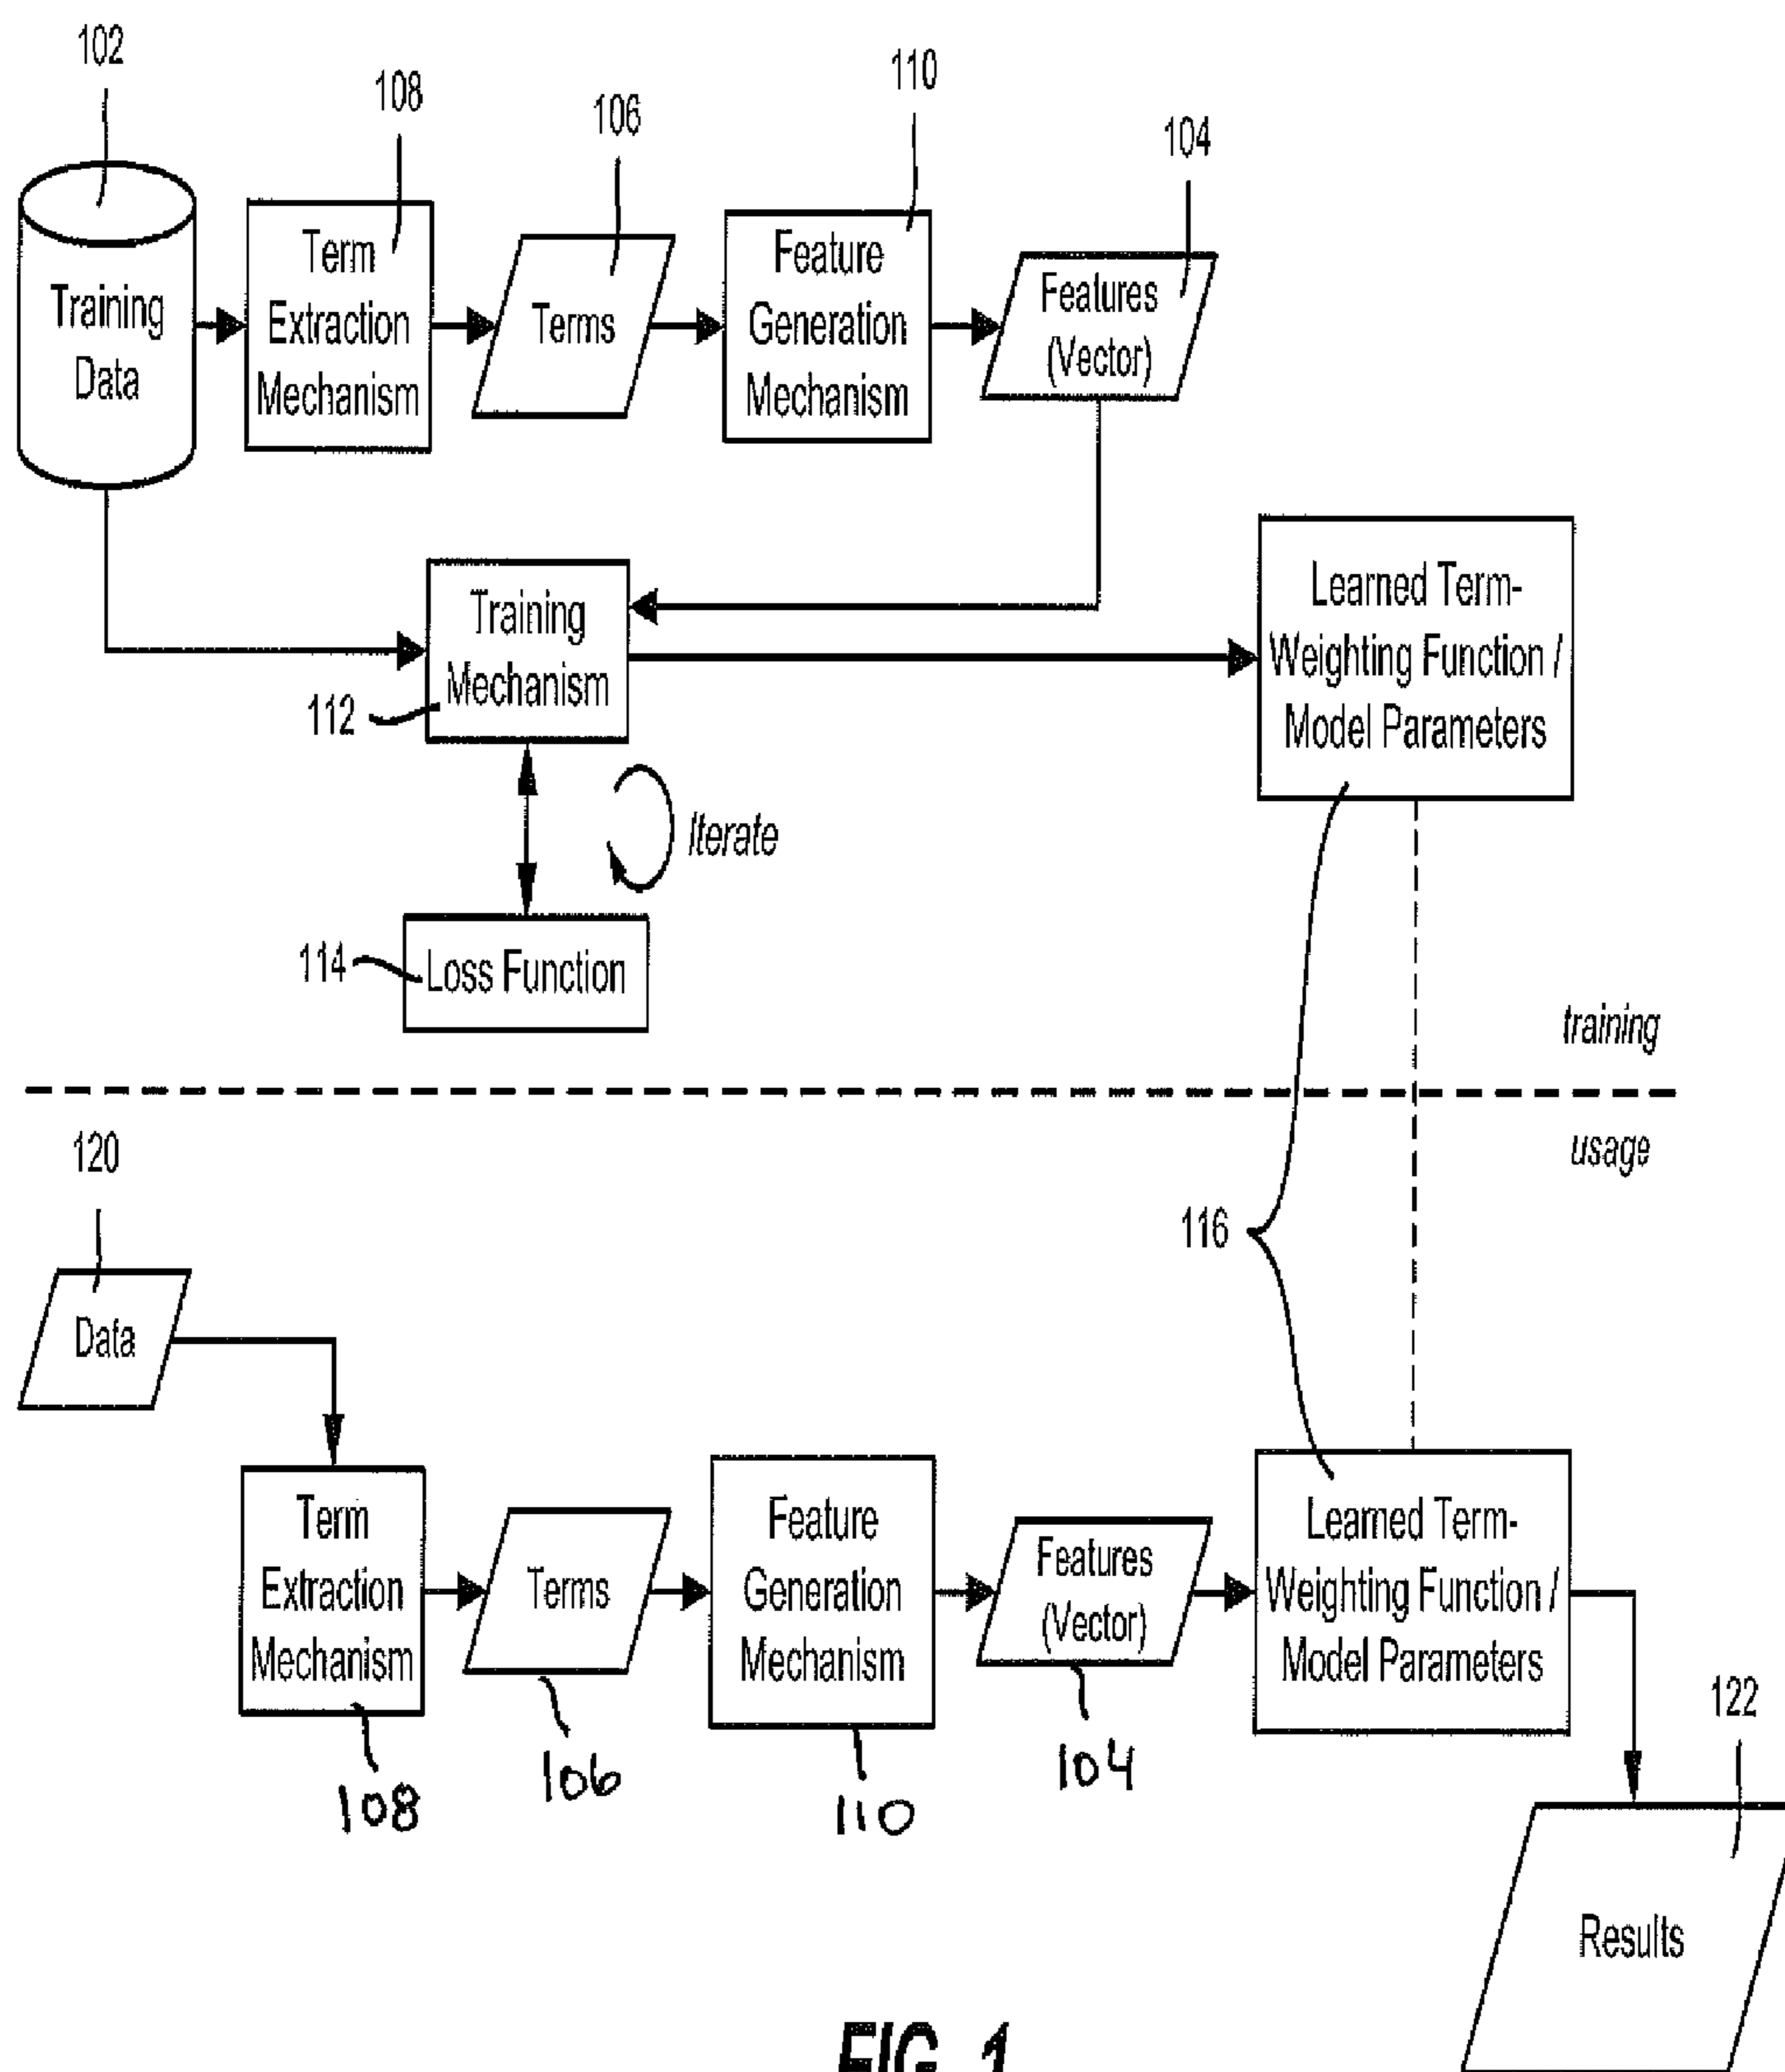 102
108
106
110
104
Training
Data
Term
Extraction
Mechanism
Terms
Feature
Generation
Mechanism
Features
(Vector)
Training
Mechanism
112
Learned Term-
Weighting Function /
Model Parameters
Iterate
114
Loss Function
training
usage
120
116
Data
Term
Extraction
Mechanism
Terms
Feature
Generation
Mechanism
Features
(Vector)
Learned Term-
Weighting Function /
Model Parameters
108
106
110
104
122
Results
FIG. 1